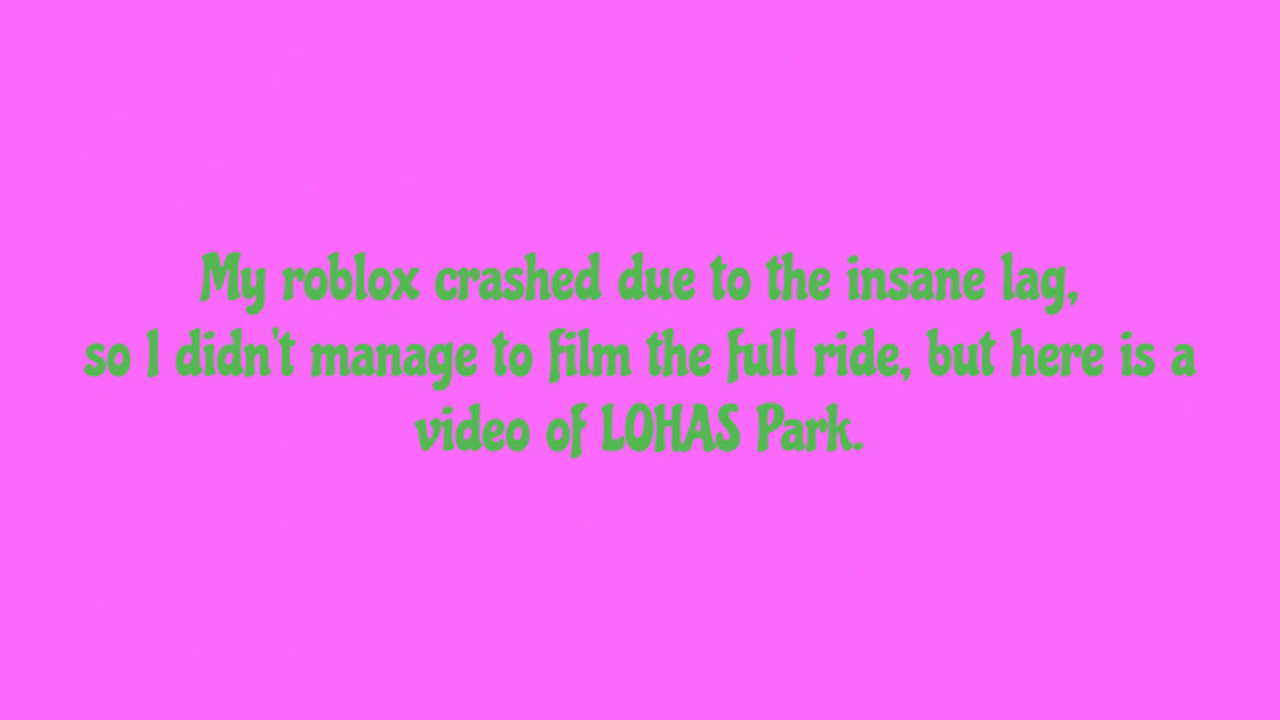 My roblox crashed due to the insane lag,
so I didn't manage to film the full ride, but here is a
video of LOHAS Park.